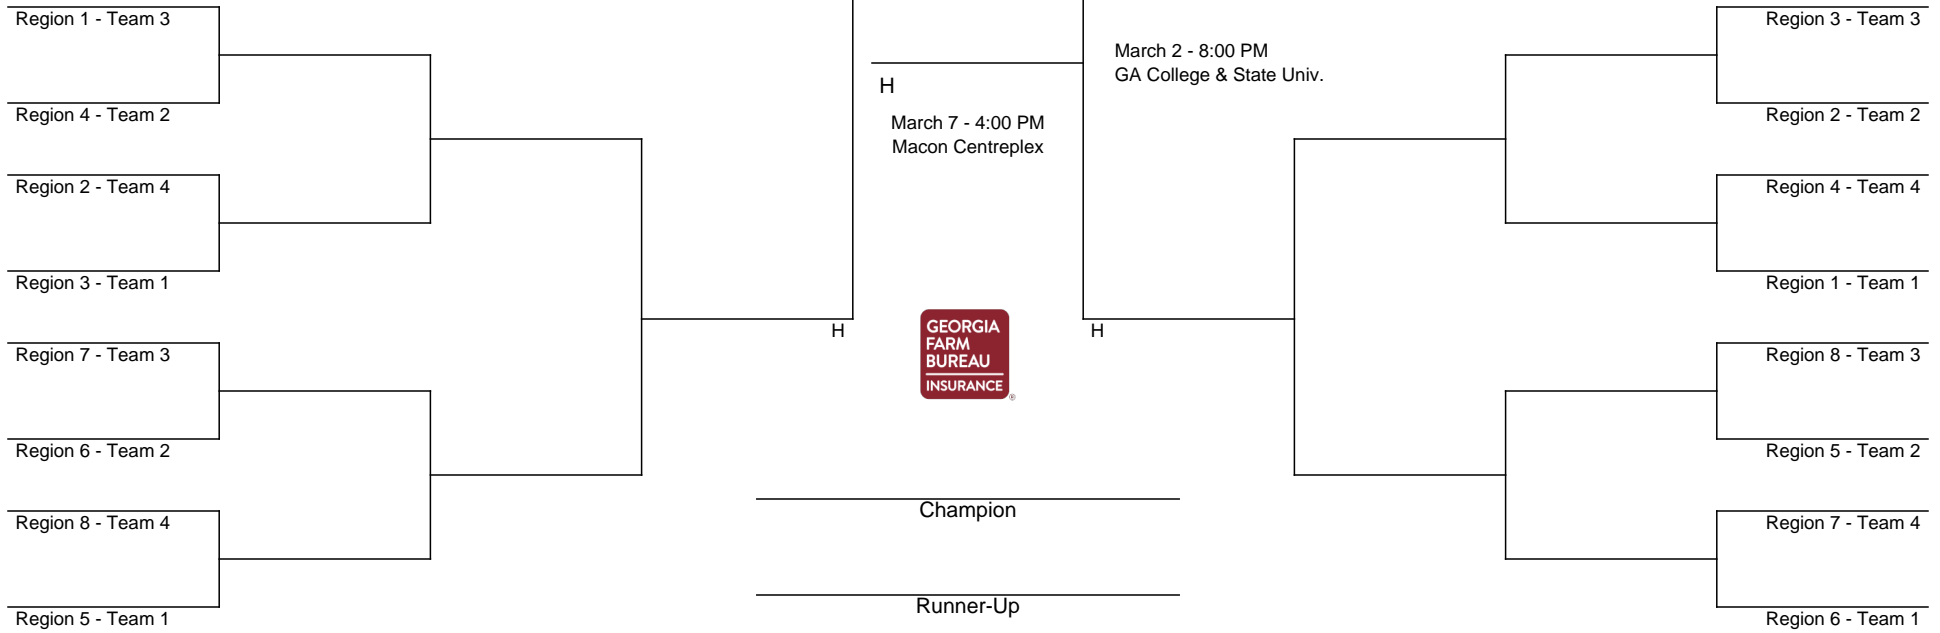 Region 1 - Team 3
Region 4 - Team 2
Region 2 - Team 4
Region 3 - Team 1
Region 7 - Team 3
Region 6 - Team 2
Region 8 - Team 4
Region 5 - Team 1
H
H
March 7 - 4:00 PM
Macon Centreplex
GEORGIA
FARM
BUREAU
INSURANCE
®
Champion
Runner-Up
March 2 - 8:00 PM
GA College & State Univ.
H
Region 3 - Team 3
Region 2 - Team 2
Region 4 - Team 4
Region 1 - Team 1
Region 8 - Team 3
Region 5 - Team 2
Region 7 - Team 4
Region 6 - Team 1